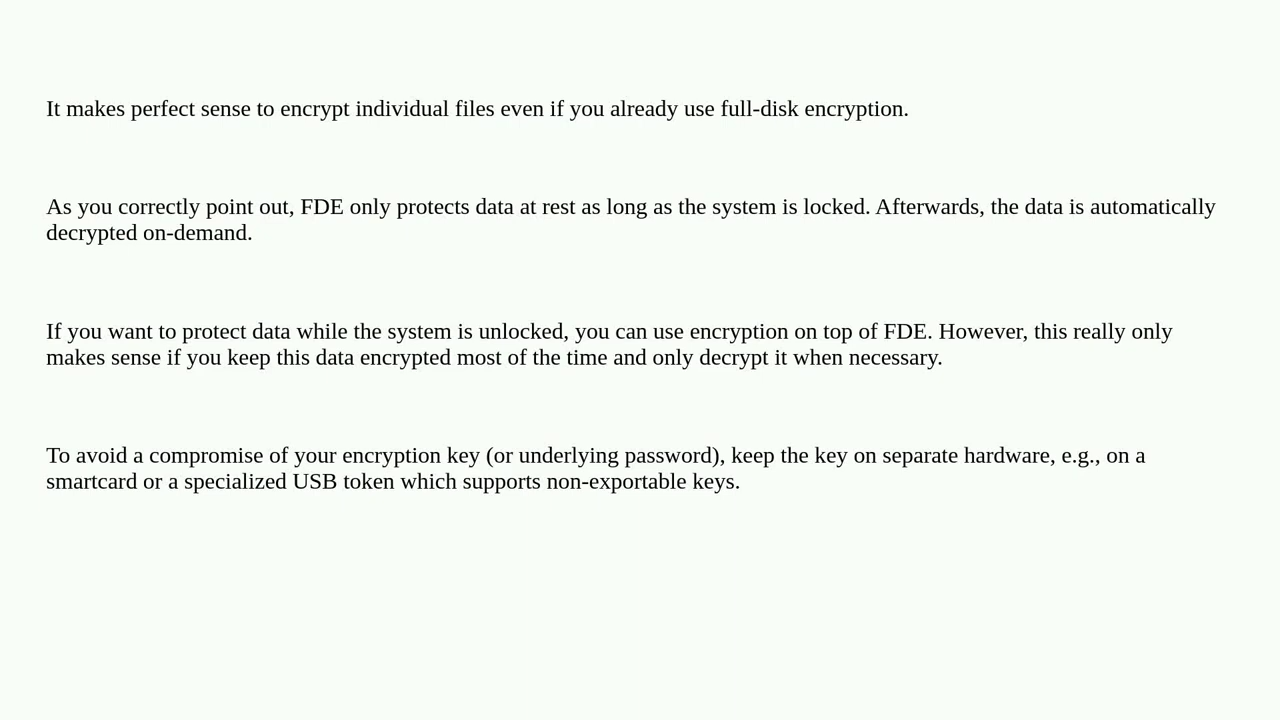 It makes perfect sense to encrypt individual files even if you already use full-disk encryption.
As you correctly point out, FDE only protects data at rest as long as the system is locked. Afterwards, the data is automatically
decrypted on-demand.
If you want to protect data while the system is unlocked, you can use encryption on top of FDE. However, this really only
makes sense if you keep this data encrypted most of the time and only decrypt it when necessary.
To avoid a compromise of your encryption key (or underlying password), keep the key on separate hardware, e.g., on a
smartcard or a specialized USB token which supports non-exportable keys.